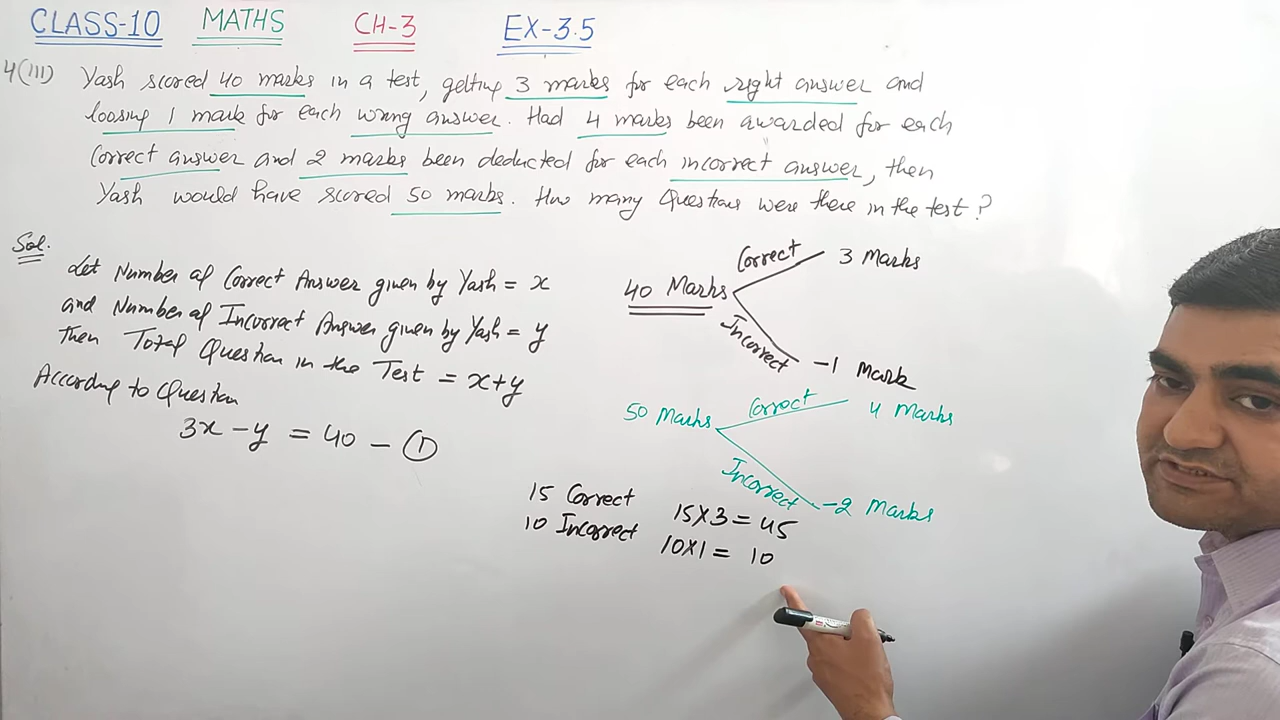 CLASS-10 MATHS CH-3 EX-3.5
4(III) Yash scored 40 marks in a test, getting 3 marks for each right answer and
loosing 1 mark for each wrong answer. Had 4 marks been awarded for each
Correct answer and 2 marks been deducted for each incorrect answer, then
Yash would have scored 50 marks. How many Questions were there in the test?
Sol.
Let Number of Correct Answer given by Yash = x
and Number of Incorrect Answer given by Yash = y
then Total Question in the Test = x+y
According to Question
3x - y = 40 - ①
40 Marks
Correct 3 Marks
Incorrect -1 Mark
50 Marks
Correct 4 Marks
Incorrect -2 Marks
15 Correct 15X3 = 45
10 Incorrect 10X1 = 10